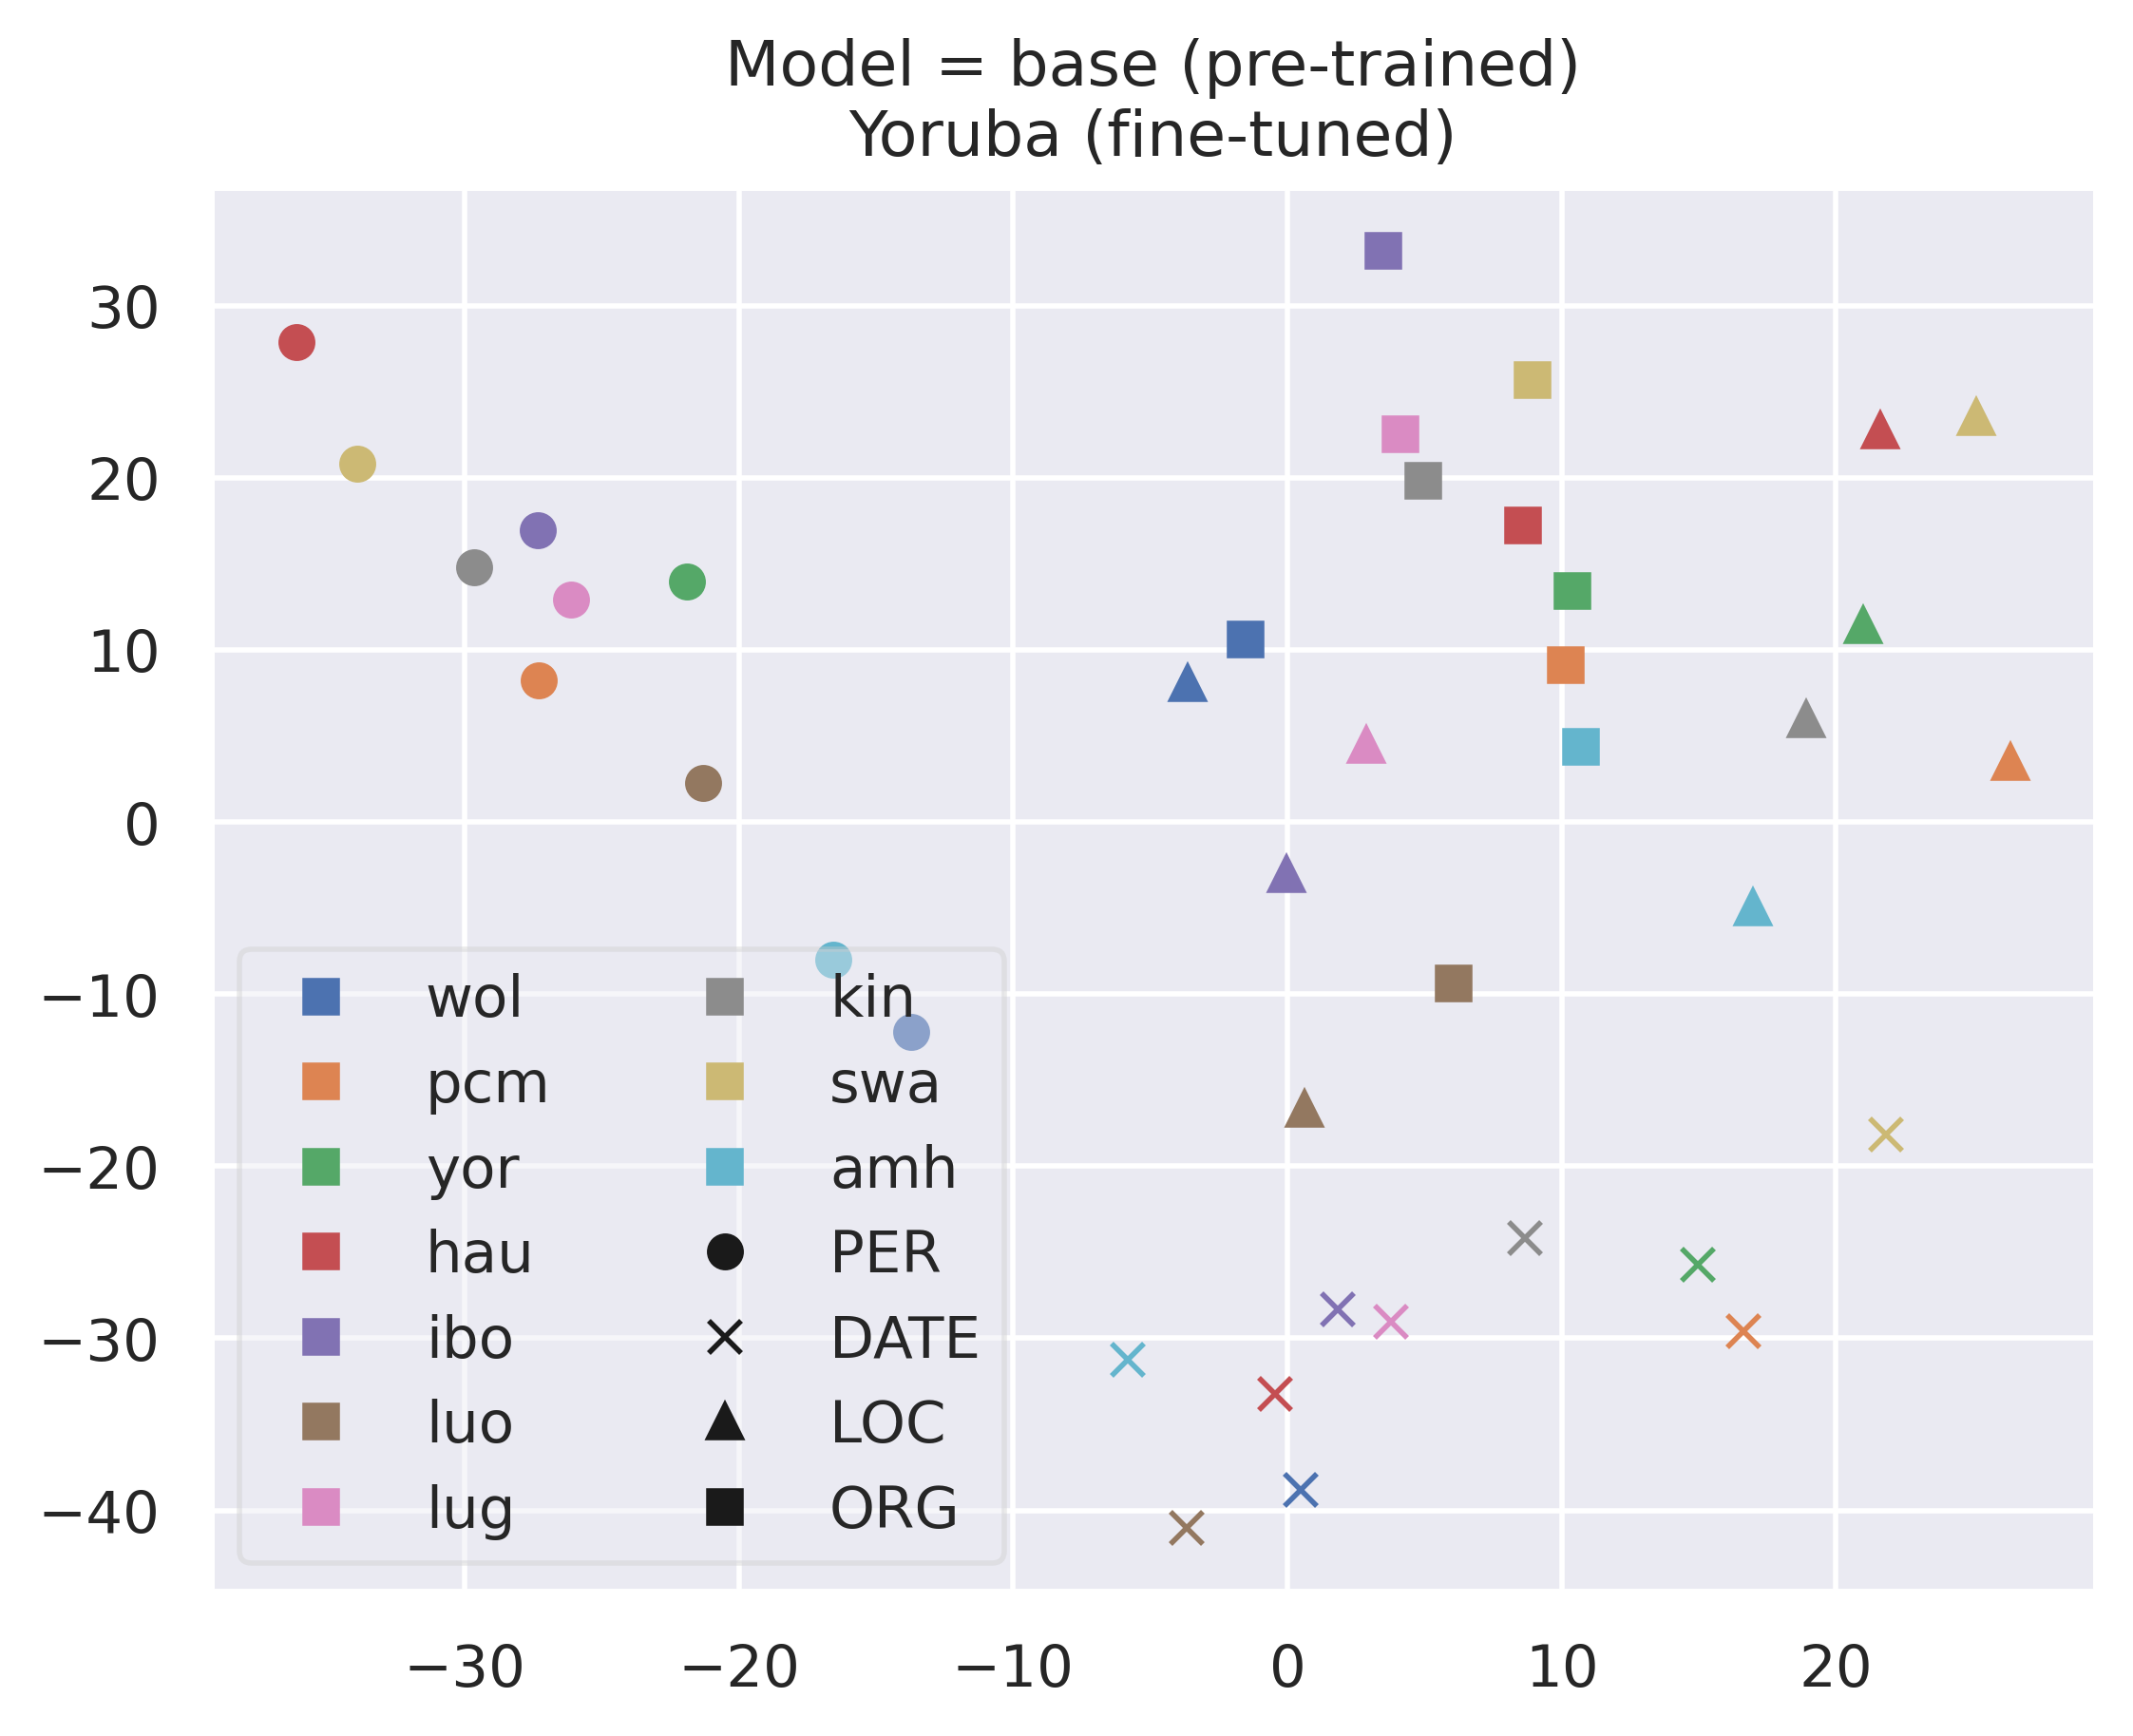 Model = base (pre-trained)
Yoruba (fine-tuned)
30
20
10
0
−10
−20
−30
−40
wol
pcm
yor
hau
ibo
luo
lug
kin
swa
amh
PER
DATE
LOC
ORG
−30
−20
−10
0
10
20